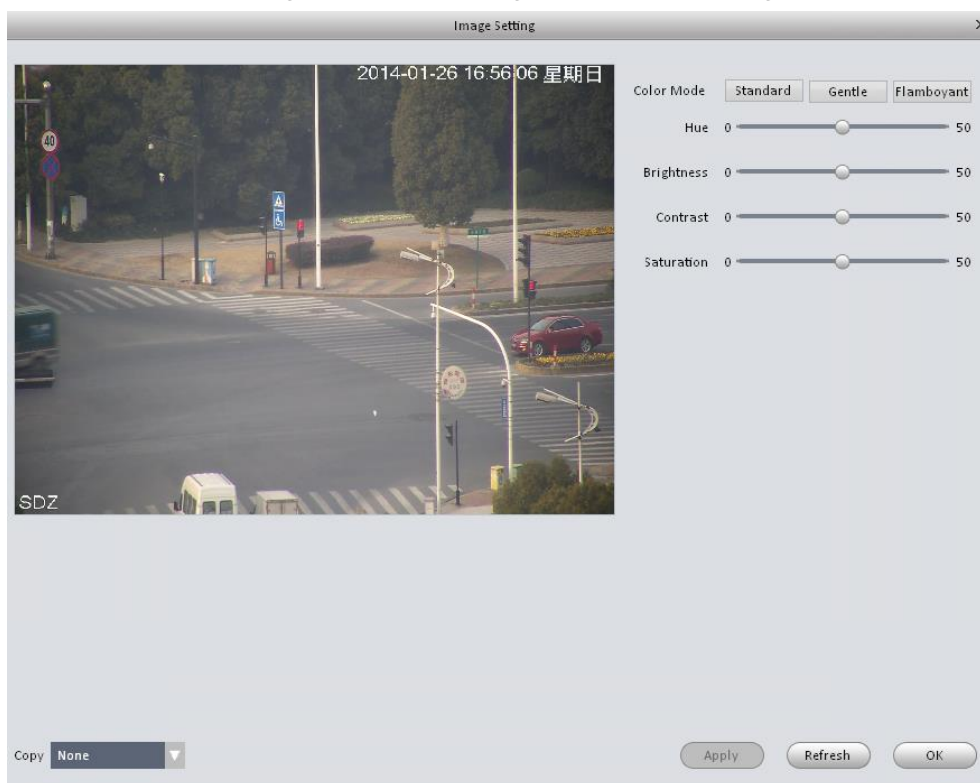 Image Setting
2014-01-26 16:56:06 星期日
40
SDZ
Color Mode Standard Gentle Flamboyant
Hue 0 50
Brightness 0 50
Contrast 0 50
Saturation 0 50
Copy None
Apply Refresh OK